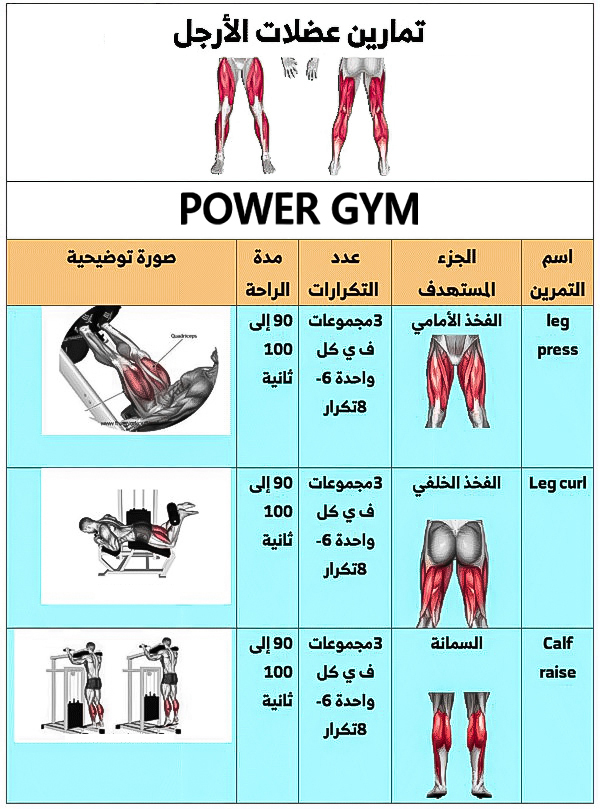 تمارين عضلات الأرجل
POWER GYM
اسم
التمرين
الجزء
المستهدف
عدد
التكرارات
مدة
الراحة
صورة توضيحية
leg
press
الفخذ الأمامي
3مجموعات
ف ي كل
واحدة 6-
8تكرار
90 إلى
100
ثانية
Quadriceps
Leg curl
الفخذ الخلفي
3مجموعات
ف ي كل
واحدة 6-
8تكرار
90 إلى
100
ثانية
Calf
raise
السمانة
3مجموعات
ف ي كل
واحدة 6-
8تكرار
90 إلى
100
ثانية